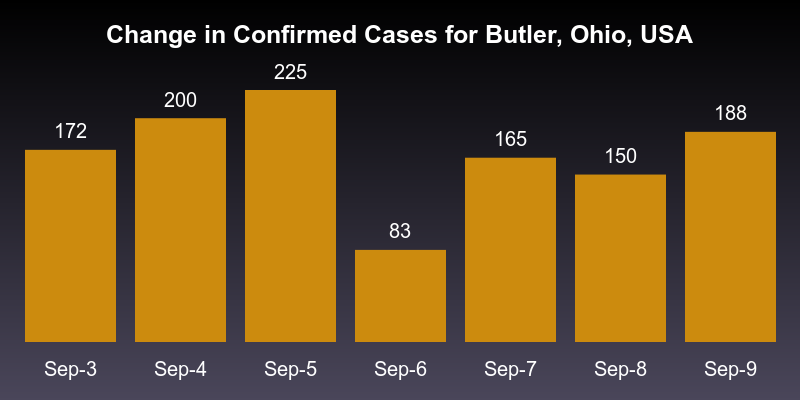 Change in Confirmed Cases for Butler, Ohio, USA
172
200
225
83
165
150
188
Sep-3
Sep-4
Sep-5
Sep-6
Sep-7
Sep-8
Sep-9